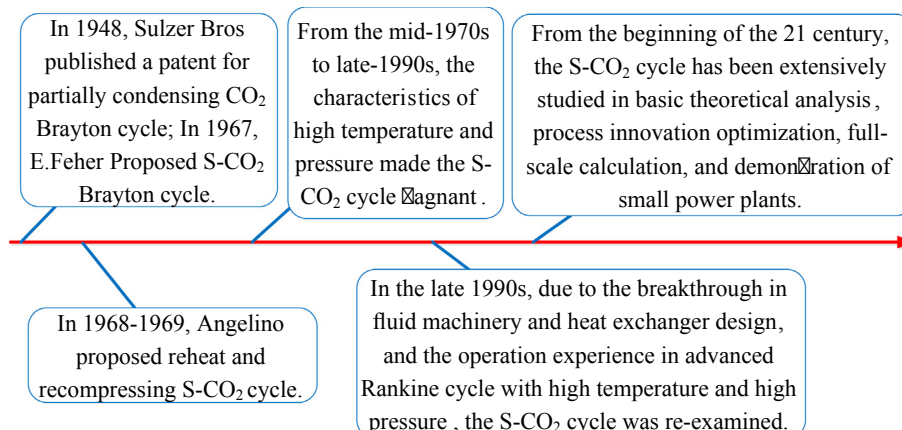 In 1948, Sulzer Bros
published a patent for
partially condensing CO₂
Brayton cycle; In 1967,
E.Feher Proposed S-CO₂
Brayton cycle.
From the mid-1970s
to late-1990s, the
characteristics of
high temperature and
pressure made the S-
CO₂ cycle agnant.
From the beginning of the 21 century,
the S-CO₂ cycle has been extensively
studied in basic theoretical analysis,
process innovation optimization, full-
scale calculation, and demon☒ration of
small power plants.
In 1968-1969, Angelino
proposed reheat and
recompressing S-CO₂ cycle.
In the late 1990s, due to the breakthrough in
fluid machinery and heat exchanger design,
and the operation experience in advanced
Rankine cycle with high temperature and high
pressure , the S-CO₂ cycle was re-examined.